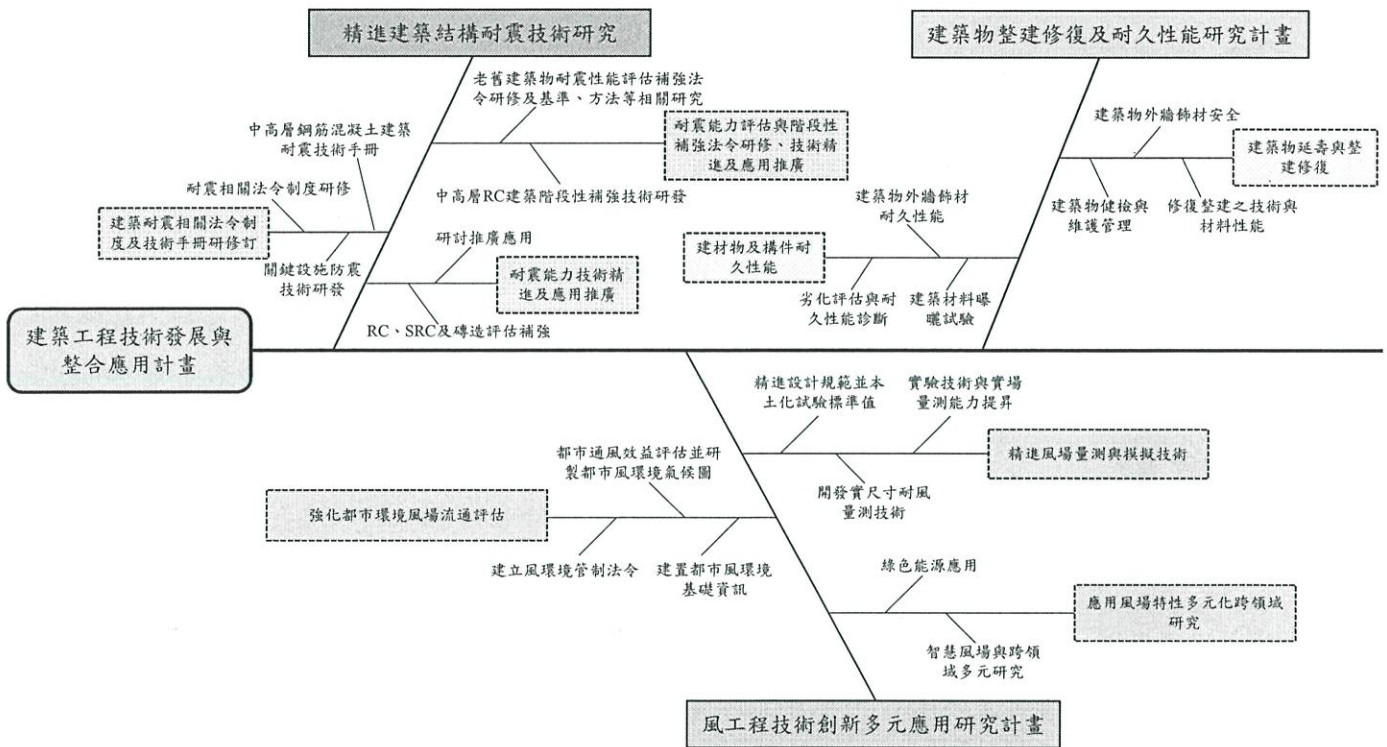 精進建築結構耐震技術研究
建築物整建修復及耐久性能研究計畫
老舊建築物耐震性能評估補強法
令研修及基準、方法等相關研究
耐震能力評估與階段性
補強法令研修、技術精
進及應用推廣
中高層RC建築階段性補強技術研發
中高層鋼筋混凝土建築
耐震技術手冊
耐震相關法令制度研修
建築耐震相關法令制
度及技術手冊研修訂
關鍵設施防震
技術研發
研討推廣應用
耐震能力技術精
進及應用推廣
RC、SRC及磚造評估補強
建築物外牆飾材安全
建築物延壽與整
建修復
建築物健檢與
維護管理
修復整建之技術與
材料性能
建築物外牆飾材
耐久性能
建材物及構件耐
久性能
劣化評估與耐
久性能診斷
建築材料曝
曬試驗
建築工程技術發展與
整合應用計畫
精進設計規範並本
土化試驗標準值
實驗技術與實場
量測能力提昇
精進風場量測與模擬技術
開發實尺寸耐風
量測技術
都市通風效益評估並研
製都市風環境氣候圖
強化都市環境風場流通評估
建立風環境管制法令
建置都市風環境
基礎資訊
綠色能源應用
應用風場特性多元化跨領域
研究
智慧風場與跨領
域多元研究
風工程技術創新多元應用研究計畫